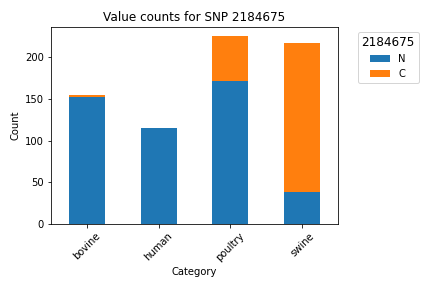 Value counts for SNP 2184675
2184675
N
C
Count
200
150
100
50
0
bovine
human
poultry
swine
Category